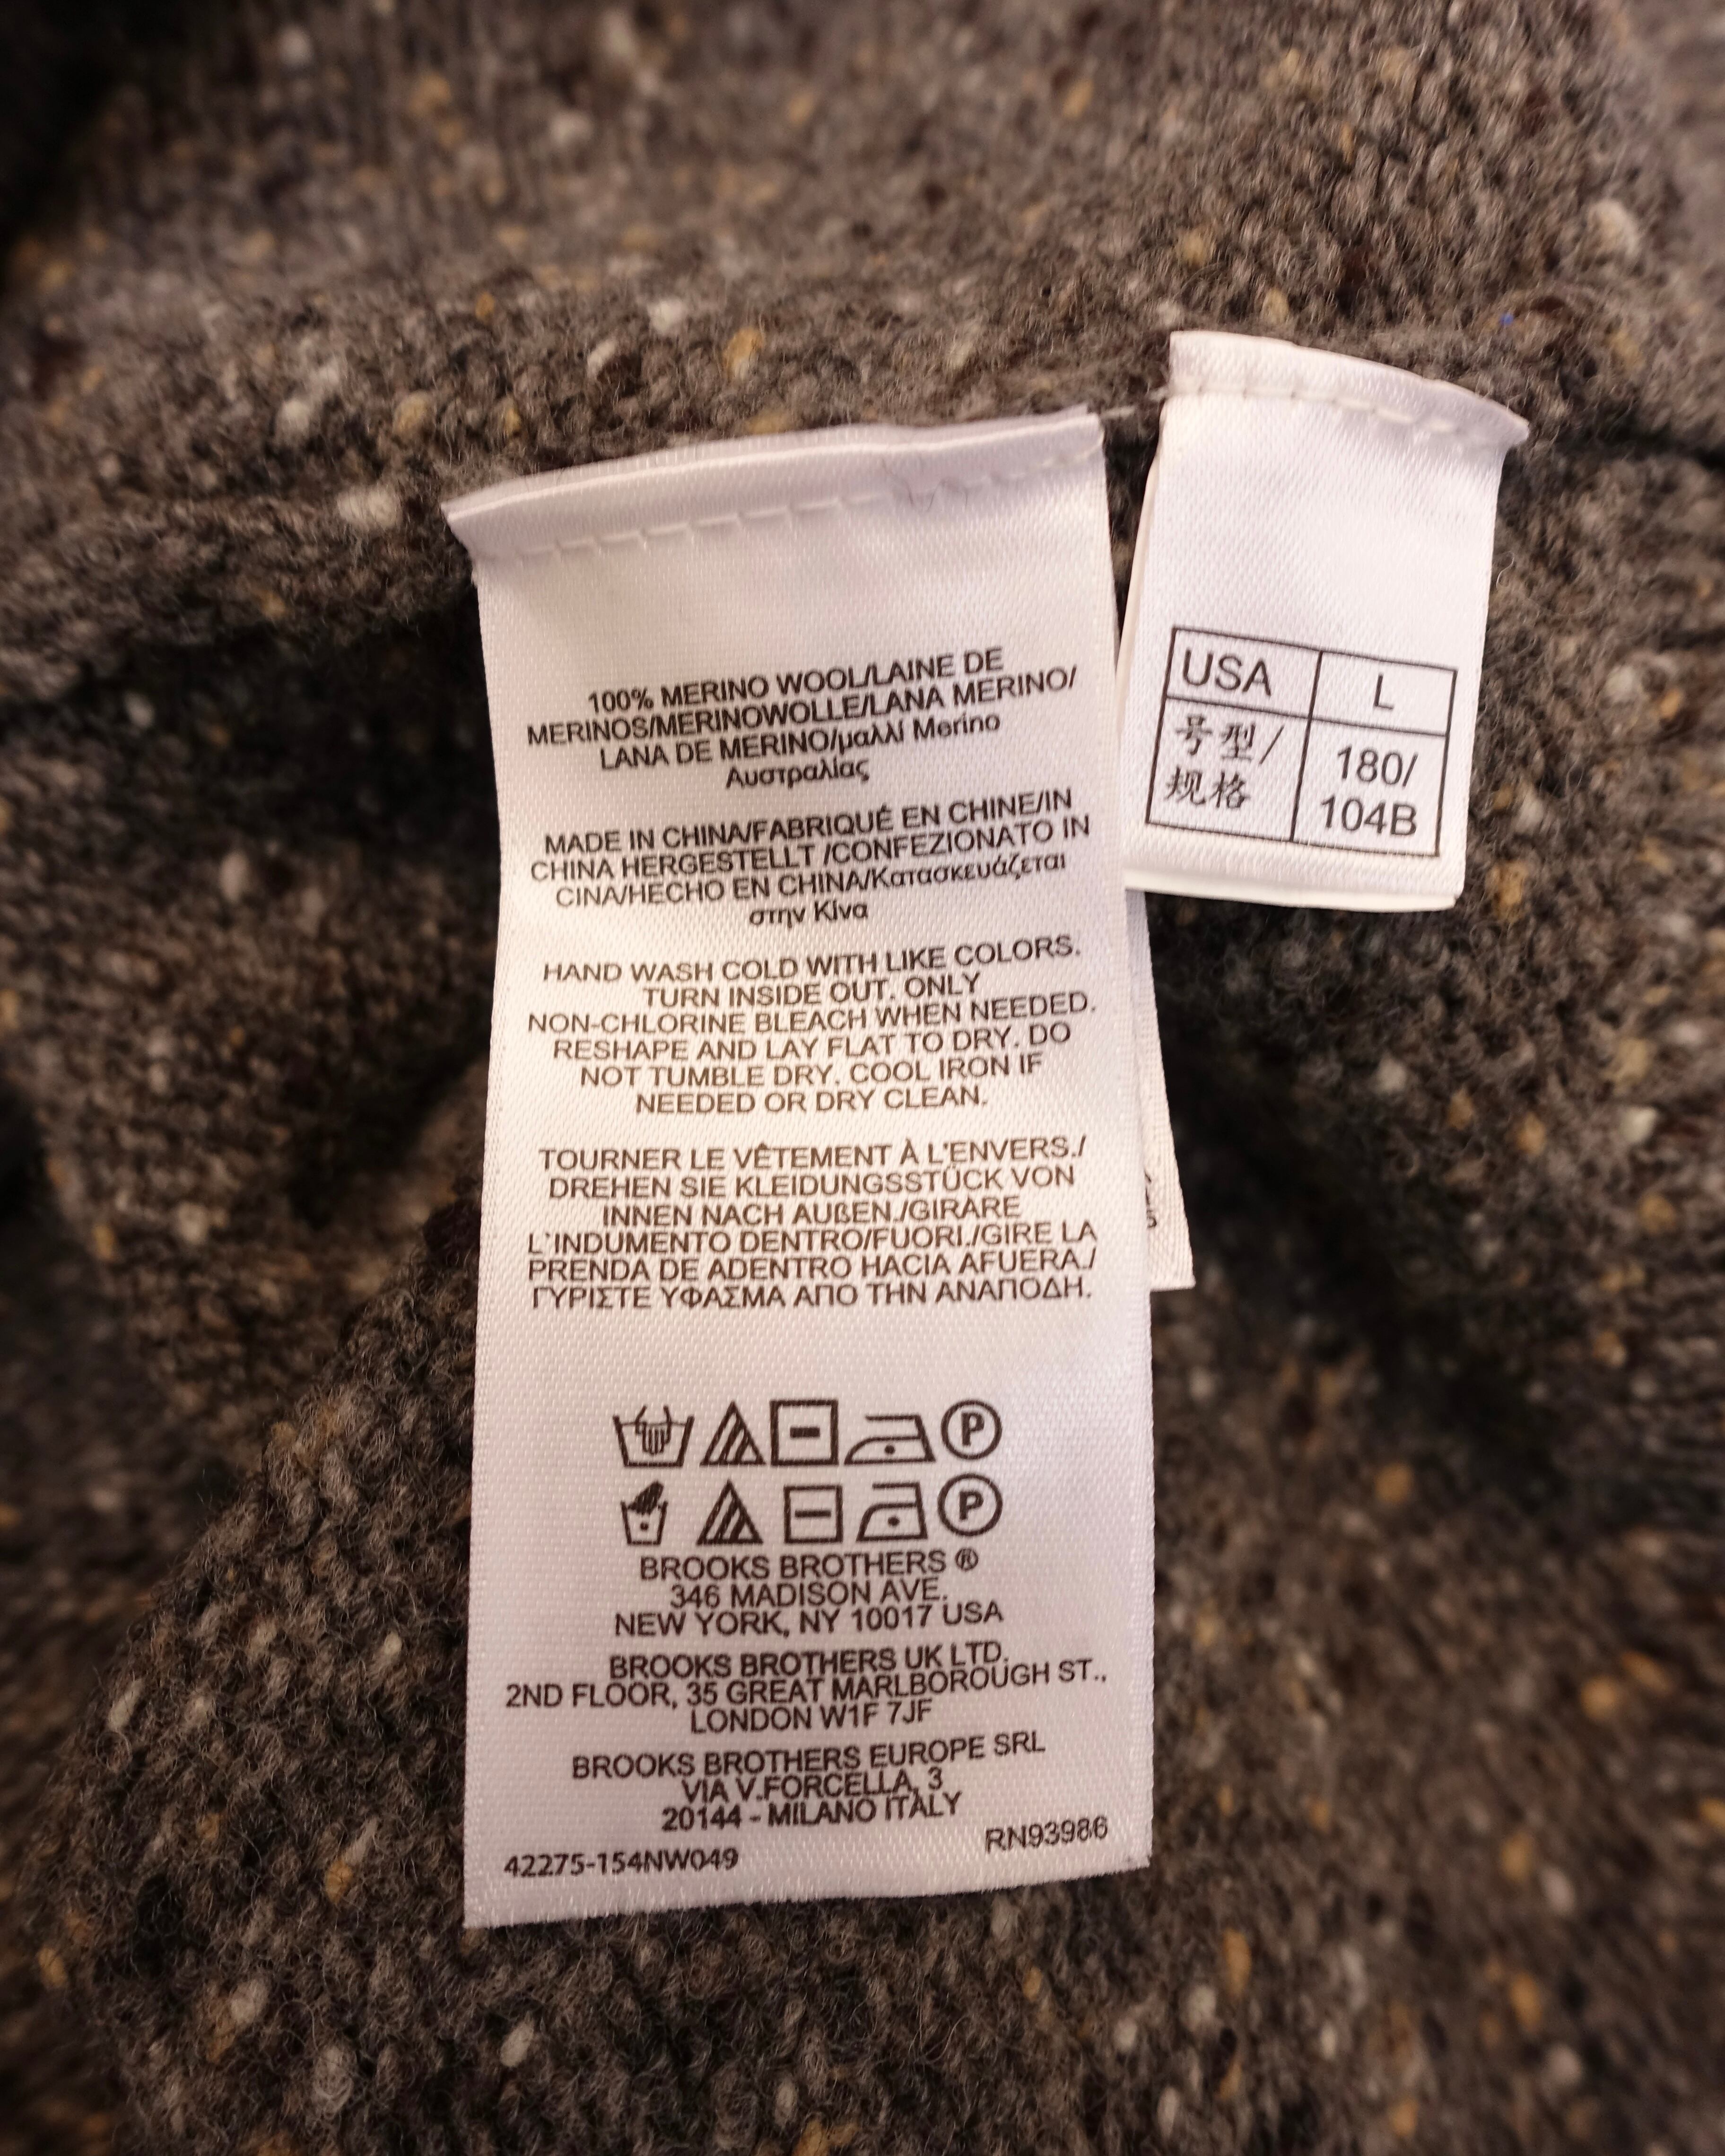 100% MERINO WOOL/LAINE DE
MERINOS/MERINOWOLLE/LANA MERINO/
LANA DE MERINO/μαλλί Merino
Αυστραλίας
MADE IN CHINA/FABRIQUÉ EN CHINE/IN
CHINA HERGESTELLT /CONFEZIONATO IN
CINA/HECHO EN CHINA/Κατασκευάζεται
στην Κίνα
HAND WASH COLD WITH LIKE COLORS.
TURN INSIDE OUT. ONLY
NON-CHLORINE BLEACH WHEN NEEDED.
RESHAPE AND LAY FLAT TO DRY. DO
NOT TUMBLE DRY. COOL IRON IF
NEEDED OR DRY CLEAN.
TOURNER LE VÊTEMENT À L'ENVERS./
DREHEN SIE KLEIDUNGSSTÜCK VON
INNEN NACH AUßEN./GIRARE
L`INDUMENTO DENTRO/FUORI./GIRE LA
PRENDA DE ADENTRO HACIA AFUERA./
ΓΥΡΙΣΤΕ ΥΦΑΣΜΑ ΑΠΟ ΤΗΝ ΑΝΑΠΟΔΗ.
P
P
BROOKS BROTHERS ®
346 MADISON AVE.
NEW YORK, NY 10017 USA
BROOKS BROTHERS UK LTD.
2ND FLOOR, 35 GREAT MARLBOROUGH ST.,
LONDON W1F 7JF
BROOKS BROTHERS EUROPE SRL
VIA V.FORCELLA, 3
20144 - MILANO ITALY
42275-154NW049 RN93986
USA L
号型/ 180/
规格 104B